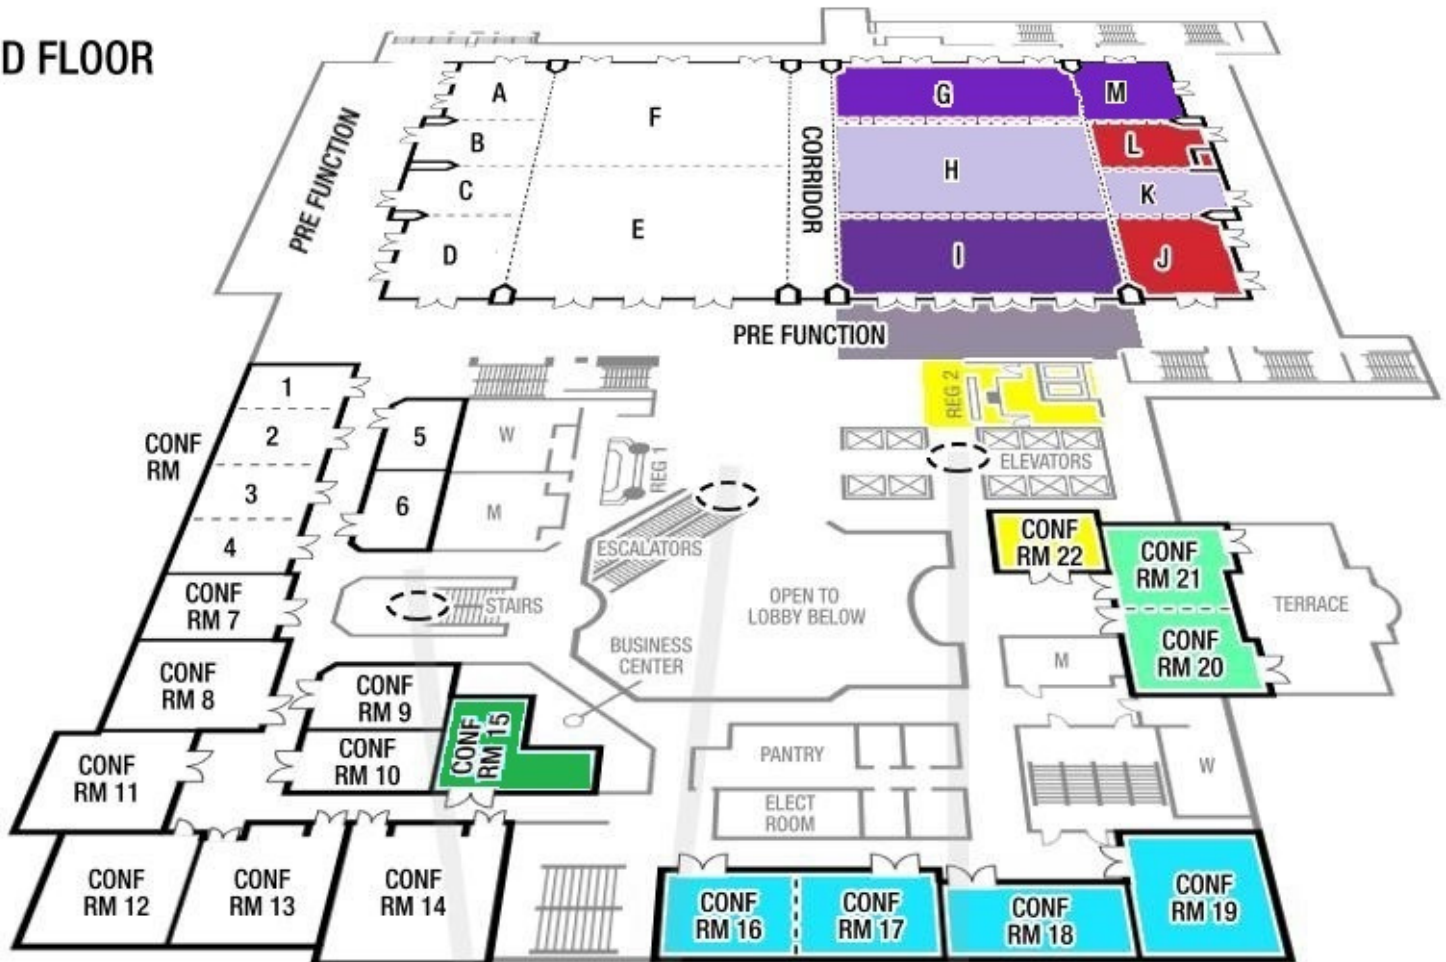 D FLOOR
PRE FUNCTION
A
B
C
D
F
E
CORRIDOR
G
H
I
M
L
K
J
PRE FUNCTION
CONF
RM
1
2
3
4
5
6
W
M
REG 1
REG 2
ELEVATORS
ESCALATORS
STAIRS
OPEN TO
LOBBY BELOW
BUSINESS
CENTER
CONF
RM 22
CONF
RM 21
CONF
RM 20
TERRACE
M
CONF
RM 7
CONF
RM 8
CONF
RM 9
CONF
RM 10
CONF
RM 15
CONF
RM 11
PANTRY
ELECT
ROOM
W
CONF
RM 12
CONF
RM 13
CONF
RM 14
CONF
RM 16
CONF
RM 17
CONF
RM 18
CONF
RM 19